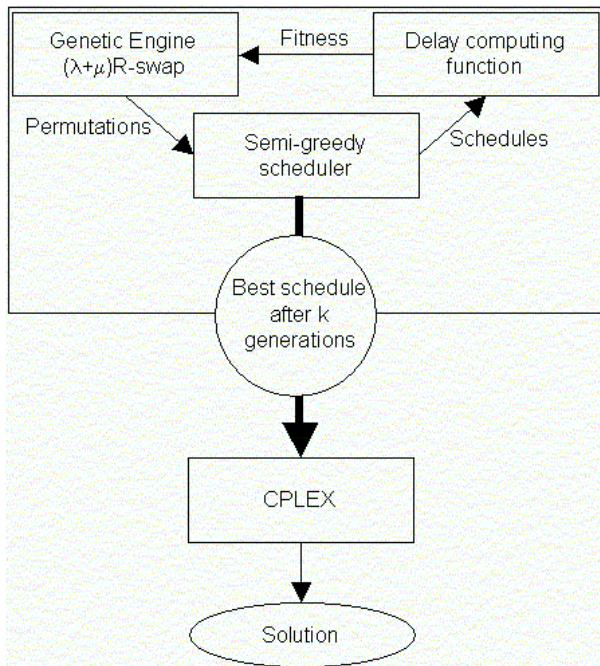 Genetic Engine
(λ+μ)R-swap
Fitness
Delay computing
function
Permutations
Semi-greedy
scheduler
Schedules
Best schedule
after k
generations
CPLEX
Solution